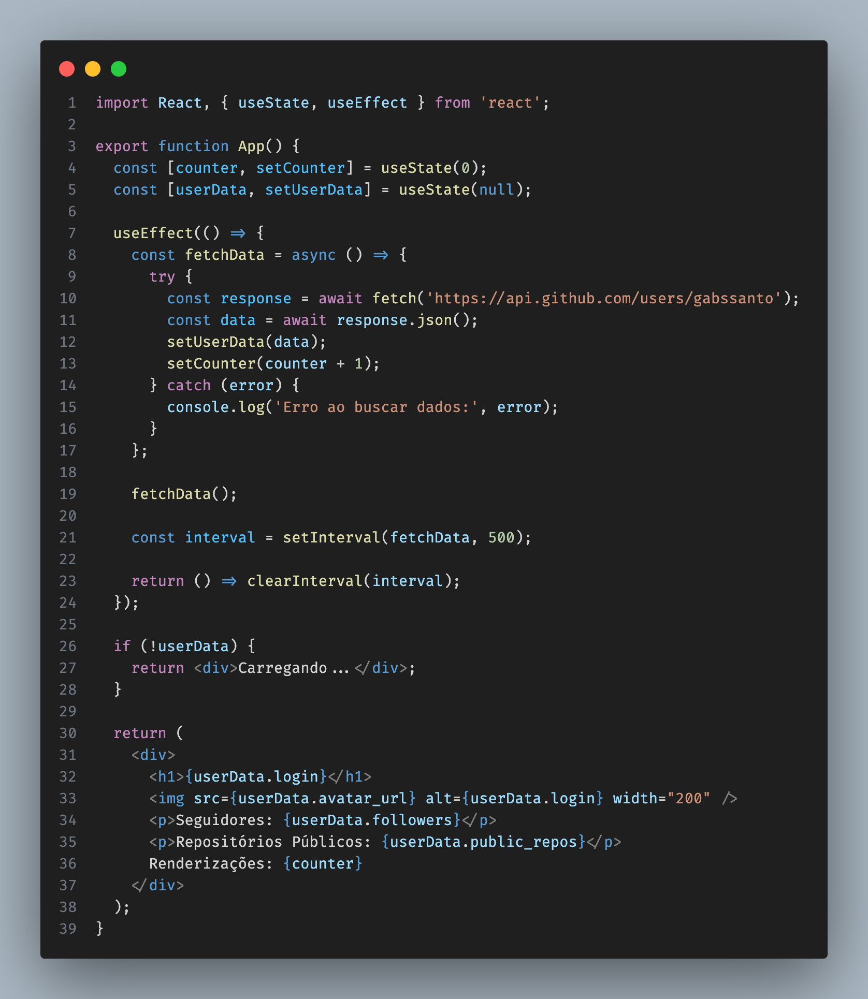 1 import React, { useState, useEffect } from 'react';
2
3 export function App() {
4   const [counter, setCounter] = useState(0);
5   const [userData, setUserData] = useState(null);
6
7   useEffect(() => {
8     const fetchData = async () => {
9       try {
10         const response = await fetch('https://api.github.com/users/gabssanto');
11         const data = await response.json();
12         setUserData(data);
13         setCounter(counter + 1);
14       } catch (error) {
15         console.log('Erro ao buscar dados:', error);
16       }
17     };
18
19     fetchData();
20
21     const interval = setInterval(fetchData, 500);
22
23     return () => clearInterval(interval);
24   });
25
26   if (!userData) {
27     return <div>Carregando...</div>;
28   }
29
30   return (
31     <div>
32       <h1>{userData.login}</h1>
33       <img src={userData.avatar_url} alt={userData.login} width="200" />
34       <p>Seguidores: {userData.followers}</p>
35       <p>Repositórios Públicos: {userData.public_repos}</p>
36       Renderizações: {counter}
37     </div>
38   );
39 }